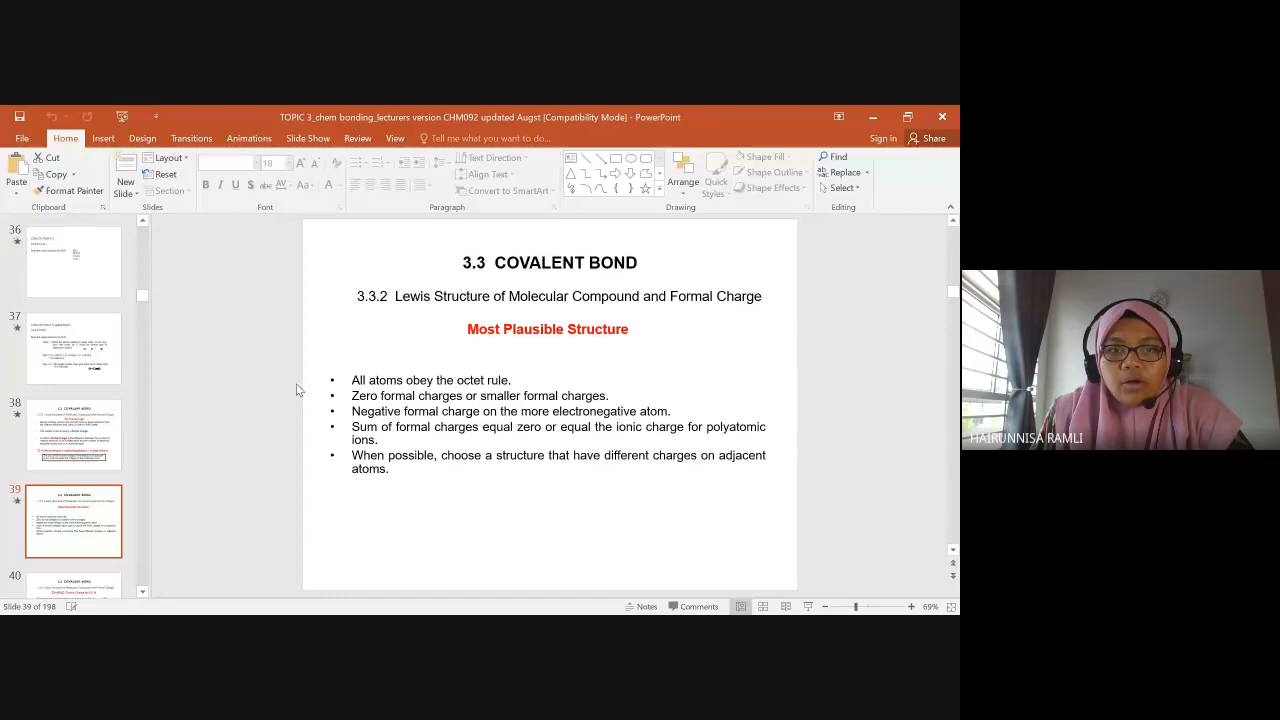 TOPIC 3_chem bonding_lecturers version CHM092 updated Augst [Compatibility Mode] - PowerPoint
File Home Insert Design Transitions Animations Slide Show Review View Tell me what you want to do... Sign in Share
Paste
Cut
Copy
Format Painter
Clipboard
New
Slide
Layout
Reset
Section
Slides
18
B I U S abc AV Aa A
Font
Text Direction
Align Text
Convert to SmartArt
Paragraph
Arrange
Quick
Styles
Shape Fill
Shape Outline
Shape Effects
Drawing
Find
Replace
Select
Editing
36
37
38
39
40
3.3 COVALENT BOND
3.3.2 Lewis Structure of Molecular Compound and Formal Charge
Most Plausible Structure
• All atoms obey the octet rule.
• Zero formal charges or smaller formal charges.
• Negative formal charge on the more electronegative atom.
• Sum of formal charges equal zero or equal the ionic charge for polyatomic
ions.
• When possible, choose a structure that have different charges on adjacent
atoms.
HAIRUNNISA RAMLI
Slide 39 of 198
Notes Comments 69%